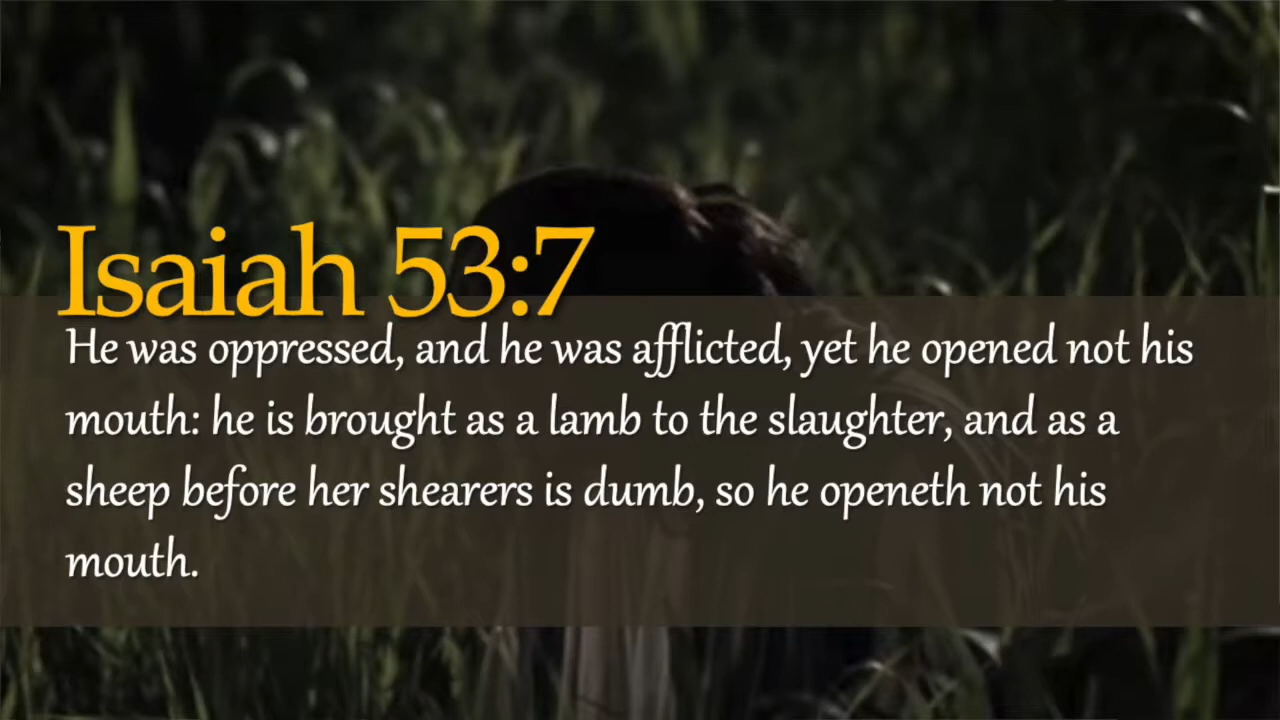 Isaiah 53:7
He was oppressed, and he was afflicted, yet he opened not his
mouth: he is brought as a lamb to the slaughter, and as a
sheep before her shearers is dumb, so he openeth not his
mouth.